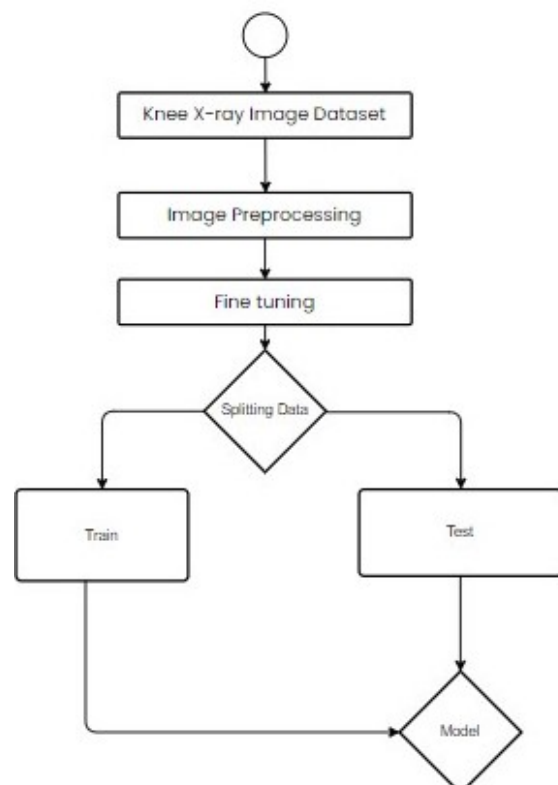 Knee X-ray Image Dataset
Image Preprocessing
Fine tuning
Splitting Data
Train
Test
Model